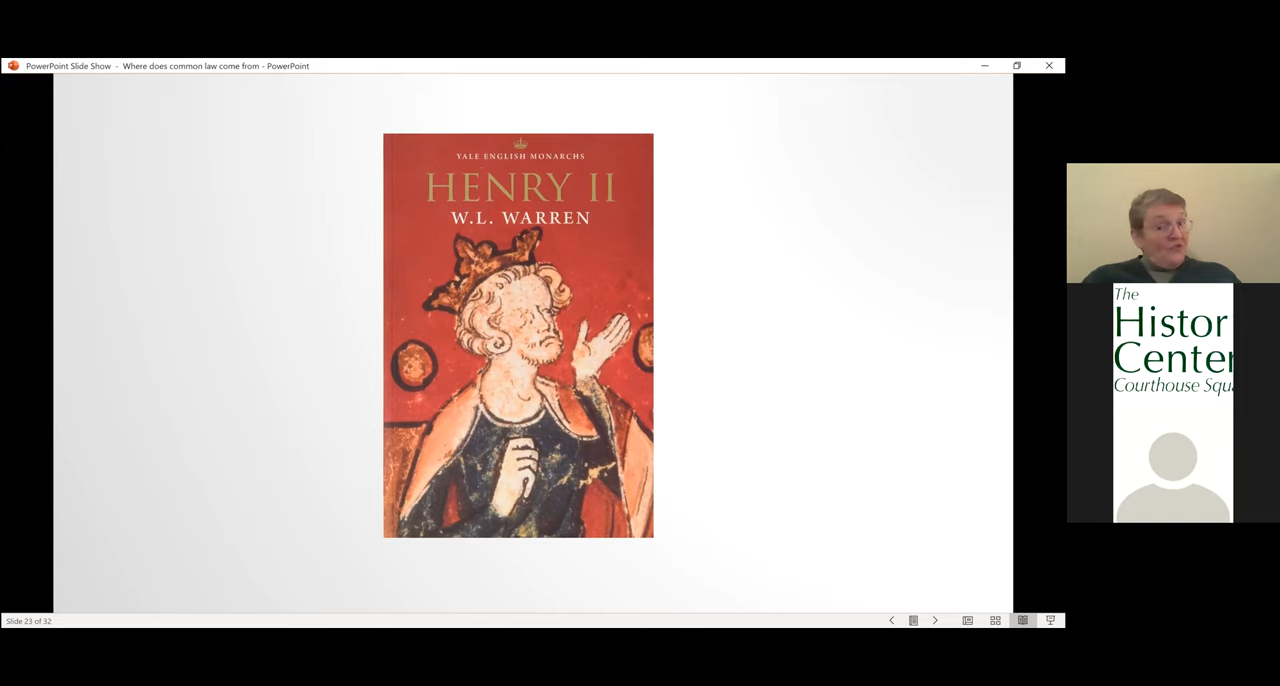 PowerPoint Slide Show - Where does common law come from - PowerPoint
YALE ENGLISH MONARCHS
HENRY II
W.L. WARREN
The
Histor
Center
Courthouse Squ
Slide 23 of 32